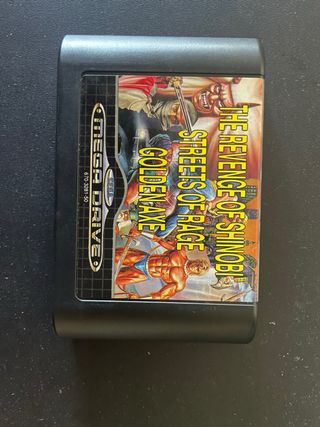 THE REVENGE OF SHINOBI
STREETS OF RAGE
GOLDEN AXE
SEGA
MEGA DRIVE